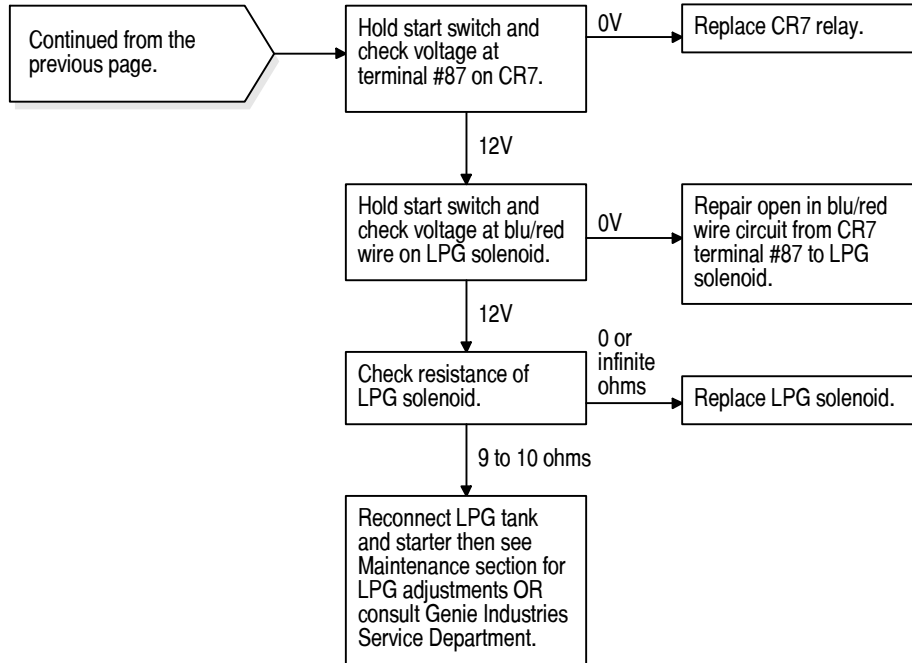 Continued from the
previous page.
Hold start switch and
check voltage at
terminal #87 on CR7.
0V
Replace CR7 relay.
12V
Hold start switch and
check voltage at blu/red
wire on LPG solenoid.
0V
Repair open in blu/red
wire circuit from CR7
terminal #87 to LPG
solenoid.
12V
Check resistance of
LPG solenoid.
0 or
infinite
ohms
Replace LPG solenoid.
9 to 10 ohms
Reconnect LPG tank
and starter then see
Maintenance section for
LPG adjustments OR
consult Genie Industries
Service Department.